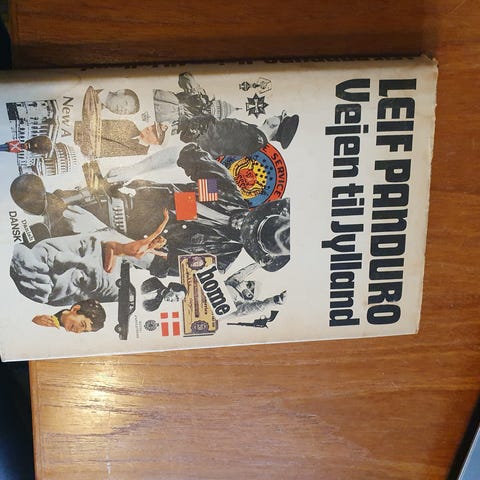 LEIF PANDURO
Vejen til Jylland
New A
SERVICE
home
DANSK